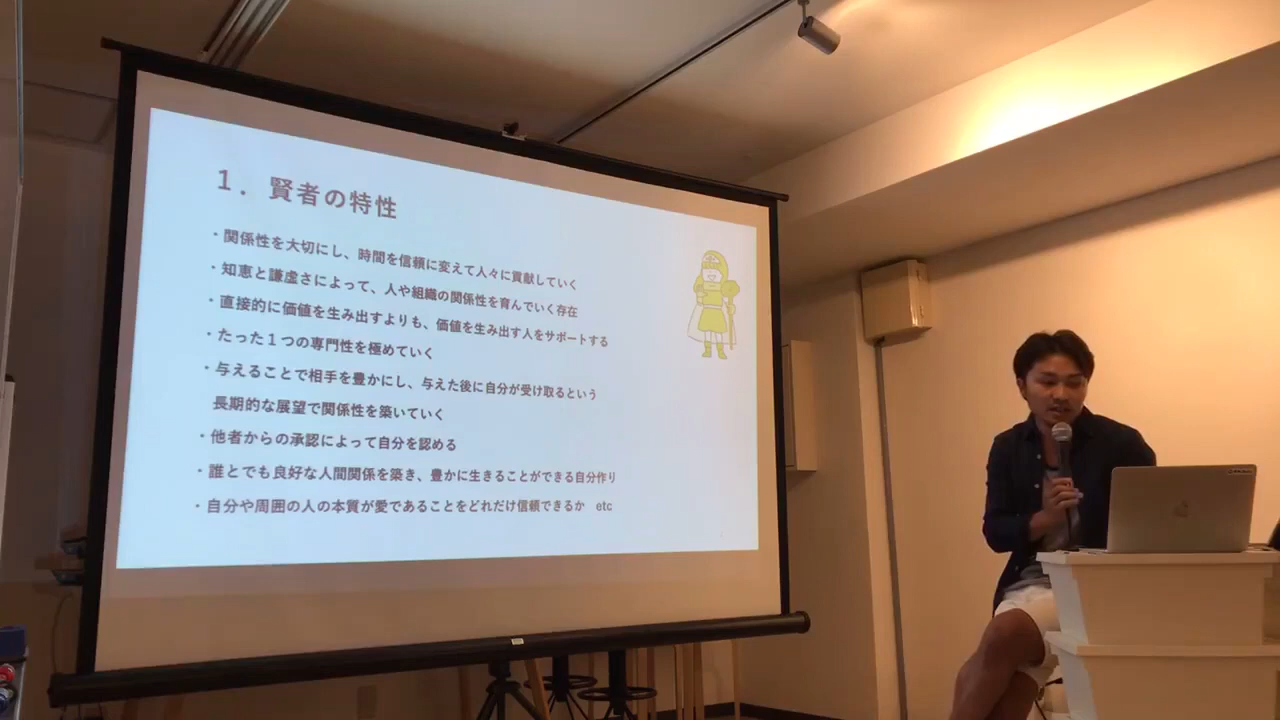 1．賢者の特性
・関係性を大切にし、時間を信頼に変えて人々に貢献していく
・知恵と謙虚さによって、人や組織の関係性を育んでいく存在
・直接的に価値を生み出すよりも、価値を生み出す人をサポートする
・たった１つの専門性を極めていく
・与えることで相手を豊かにし、与えた後に自分が受け取るという
長期的な展望で関係性を築いていく
・他者からの承認によって自分を認める
・誰とでも良好な人間関係を築き、豊かに生きることができる自分作り
・自分や周囲の人の本質が愛であることをどれだけ信頼できるか　etc